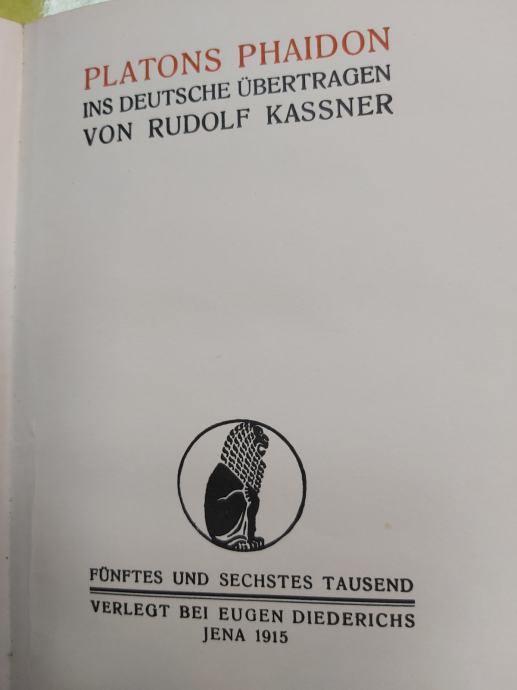 PLATONS PHAIDON
INS DEUTSCHE ÜBERTRAGEN
VON RUDOLF KASSNER
FÜNFTES UND SECHSTES TAUSEND
VERLEGT BEI EUGEN DIEDERICHS
JENA 1915